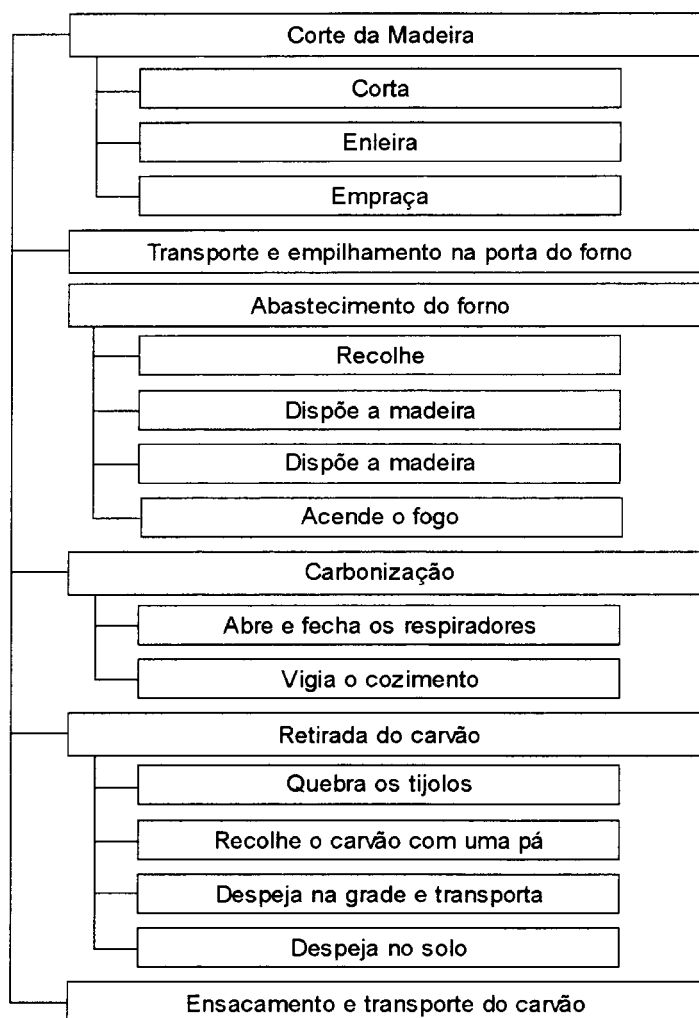 Corte da Madeira
Corta
Enleira
Empraça
Transporte e empilhamento na porta do forno
Abastecimento do forno
Recolhe
Dispõe a madeira
Dispõe a madeira
Acende o fogo
Carbonização
Abre e fecha os respiradores
Vigia o cozimento
Retirada do carvão
Quebra os tijolos
Recolhe o carvão com uma pá
Despeja na grade e transporta
Despeja no solo
Ensacamento e transporte do carvão